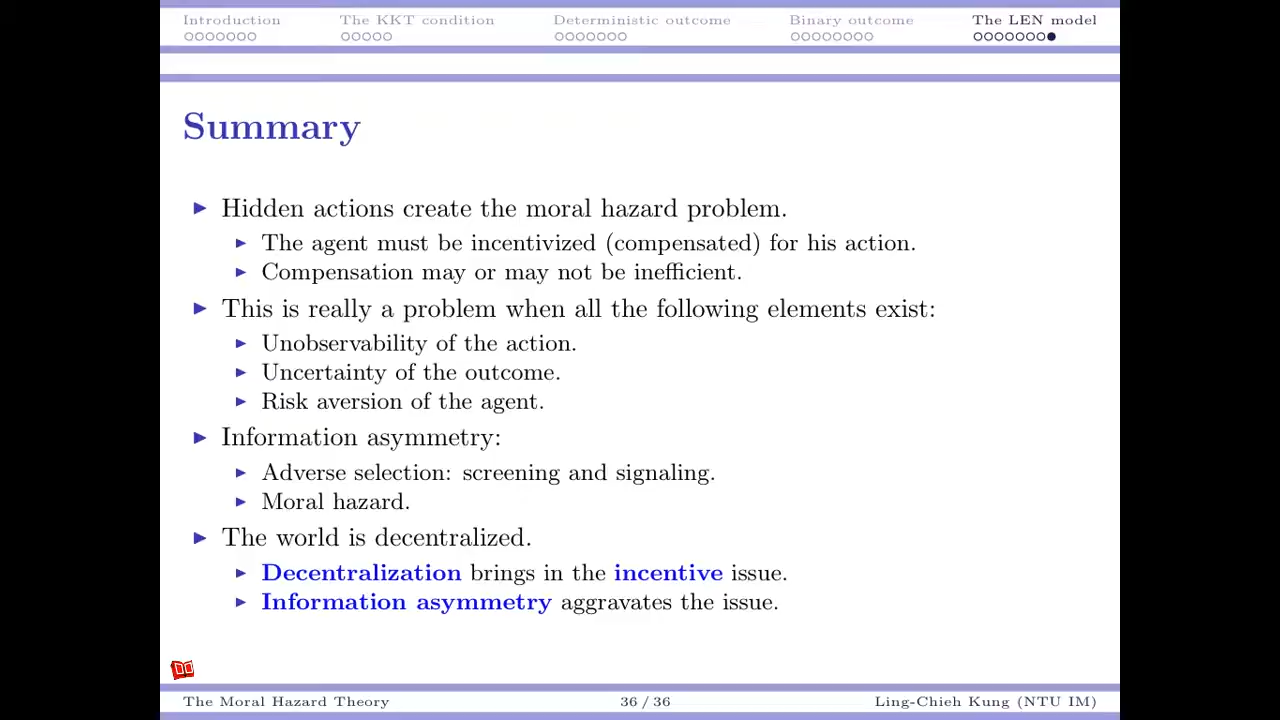 Introduction The KKT condition Deterministic outcome Binary outcome The LEN model
Summary
Hidden actions create the moral hazard problem.
The agent must be incentivized (compensated) for his action.
Compensation may or may not be inefficient.
This is really a problem when all the following elements exist:
Unobservability of the action.
Uncertainty of the outcome.
Risk aversion of the agent.
Information asymmetry:
Adverse selection: screening and signaling.
Moral hazard.
The world is decentralized.
Decentralization brings in the incentive issue.
Information asymmetry aggravates the issue.
The Moral Hazard Theory 36 / 36 Ling-Chieh Kung (NTU IM)